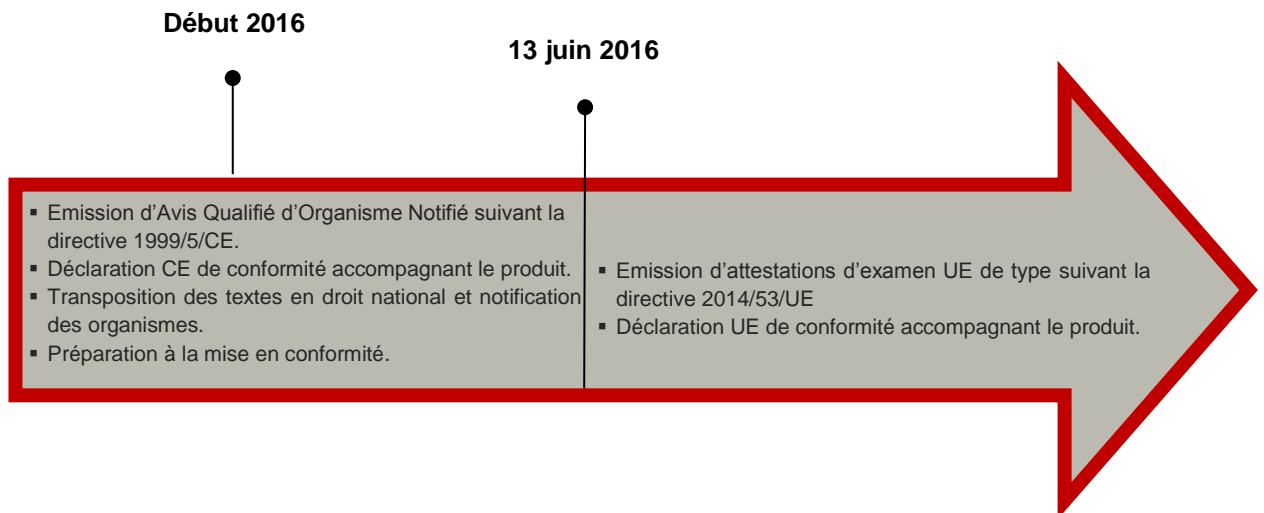 Début 2016
13 juin 2016
▪ Emission d’Avis Qualifié d’Organisme Notifié suivant la
directive 1999/5/CE.
▪ Déclaration CE de conformité accompagnant le produit.
▪ Transposition des textes en droit national et notification
des organismes.
▪ Préparation à la mise en conformité.
▪ Emission d’attestations d’examen UE de type suivant la
directive 2014/53/UE
▪ Déclaration UE de conformité accompagnant le produit.